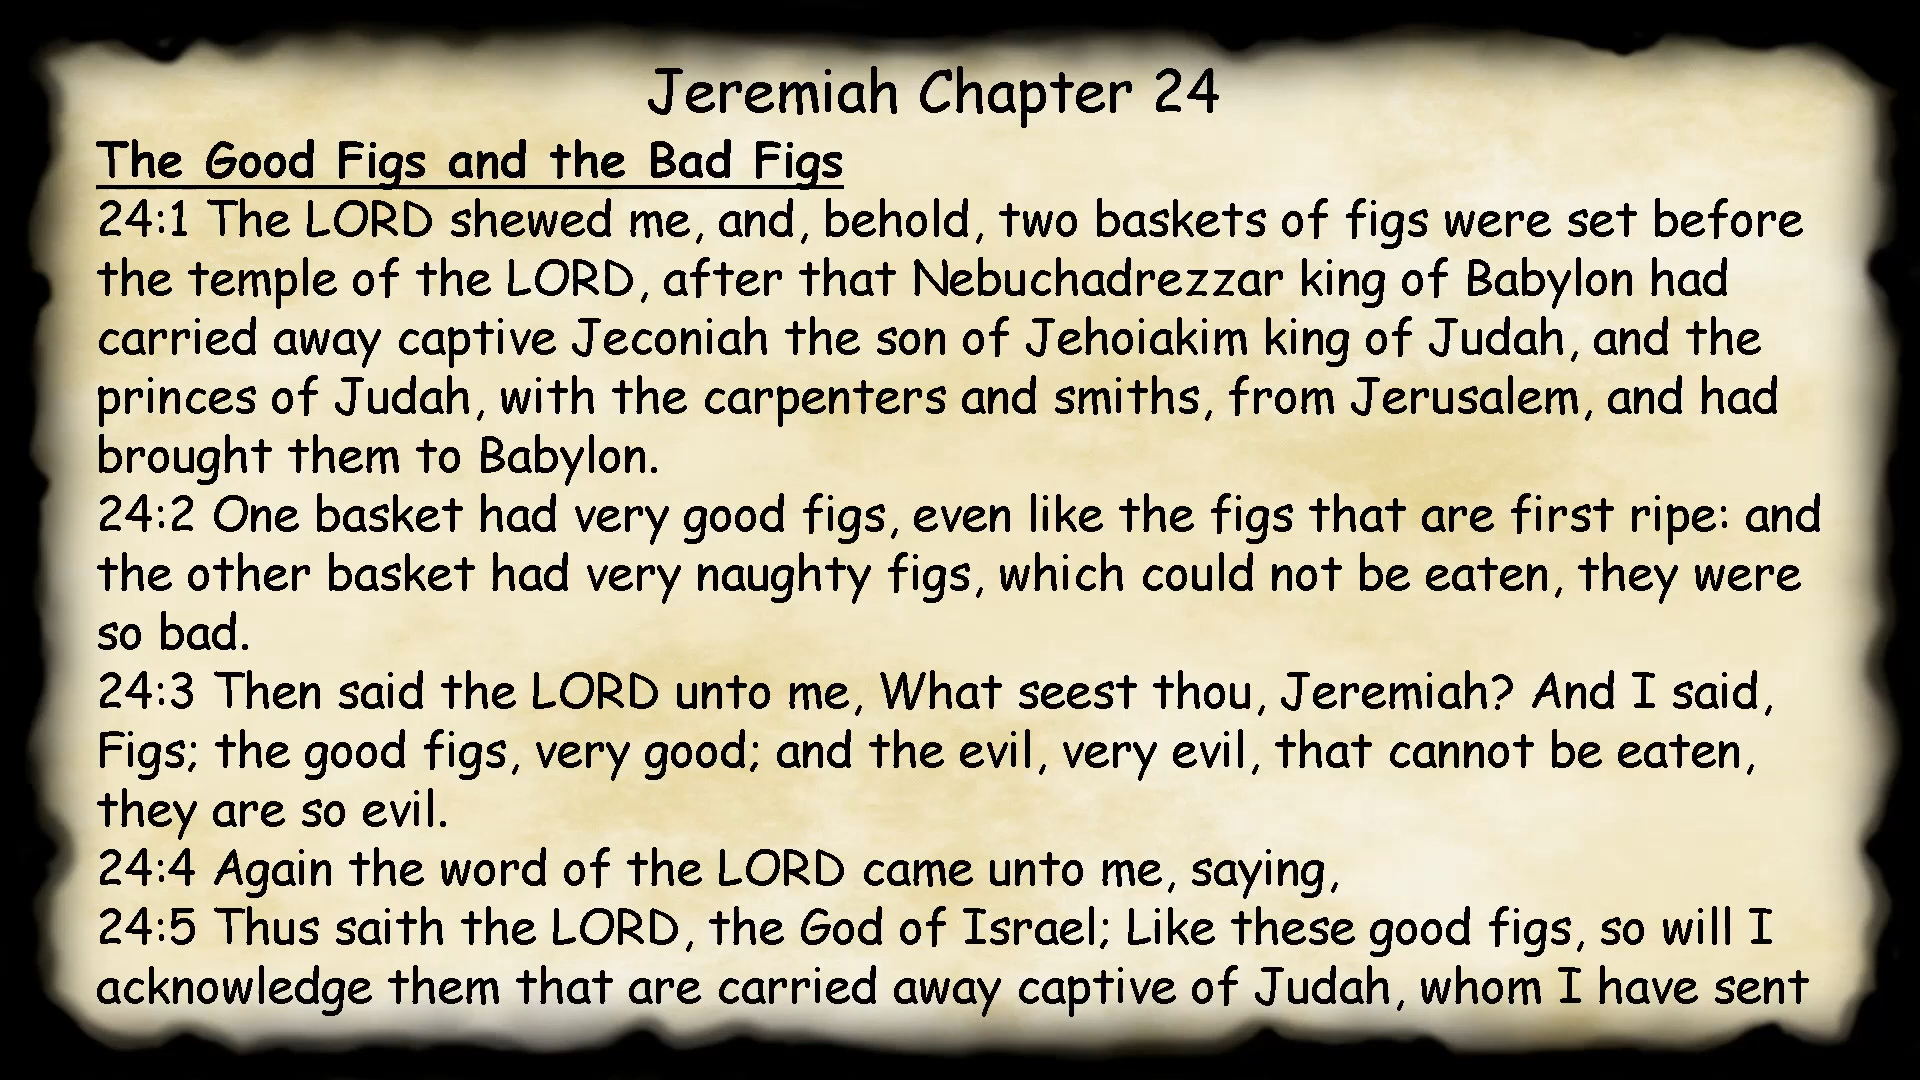 Jeremiah Chapter 24
The Good Figs and the Bad Figs
24:1 The LORD shewed me, and, behold, two baskets of figs were set before
the temple of the LORD, after that Nebuchadrezzar king of Babylon had
carried away captive Jeconiah the son of Jehoiakim king of Judah, and the
princes of Judah, with the carpenters and smiths, from Jerusalem, and had
brought them to Babylon.
24:2 One basket had very good figs, even like the figs that are first ripe: and
the other basket had very naughty figs, which could not be eaten, they were
so bad.
24:3 Then said the LORD unto me, What seest thou, Jeremiah? And I said,
Figs; the good figs, very good; and the evil, very evil, that cannot be eaten,
they are so evil.
24:4 Again the word of the LORD came unto me, saying,
24:5 Thus saith the LORD, the God of Israel; Like these good figs, so will I
acknowledge them that are carried away captive of Judah, whom I have sent